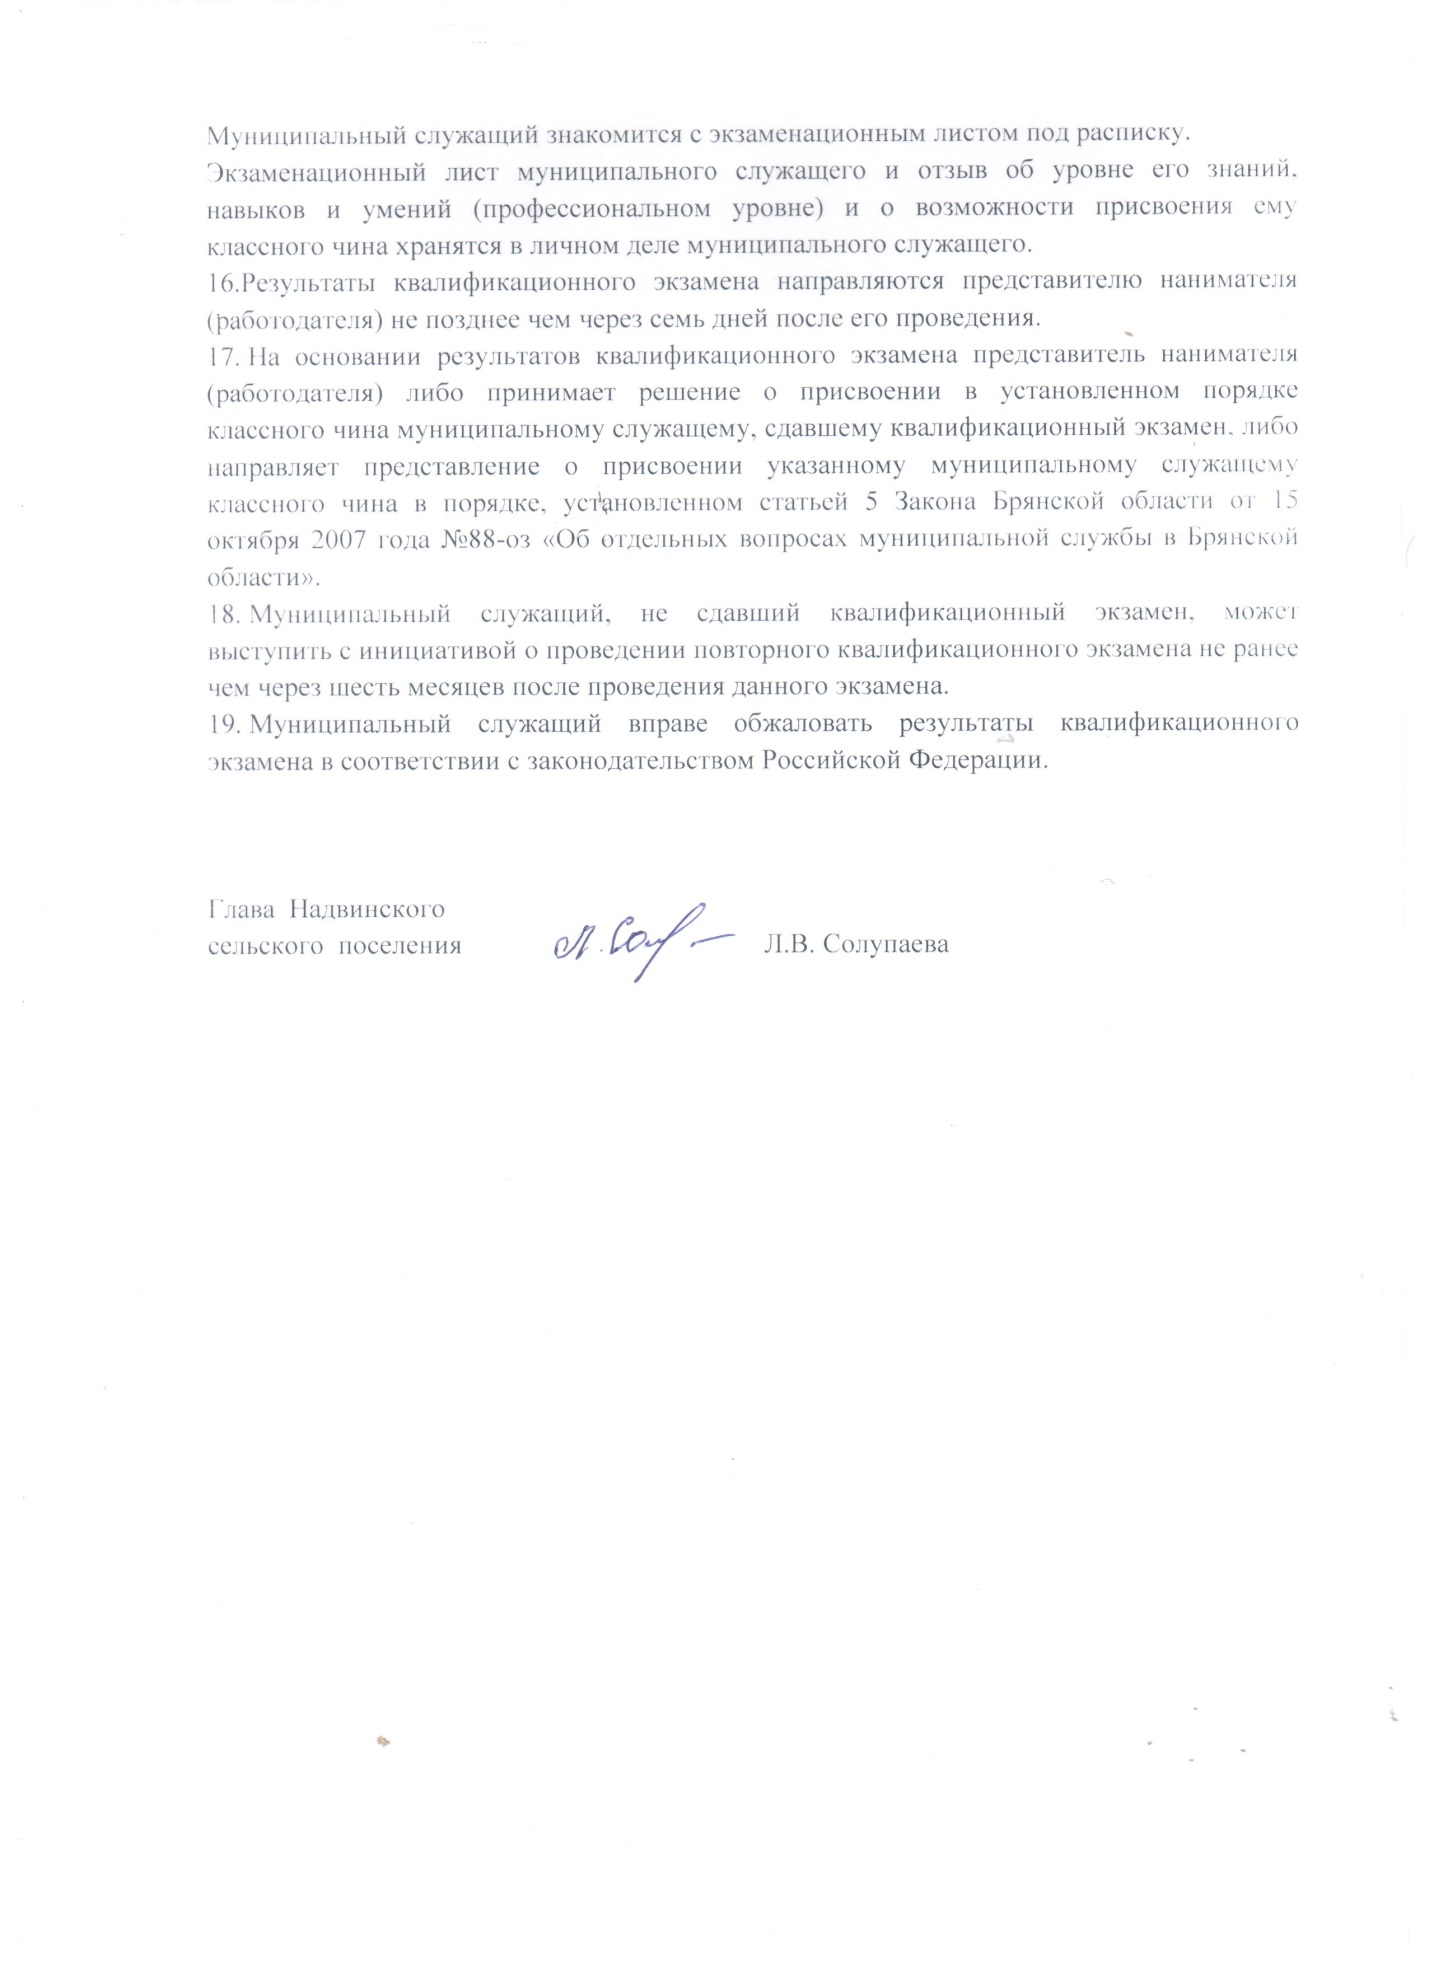 Муниципальный служащий знакомится с экзаменационным листом под расписку.
Экзаменационный лист муниципального служащего и отзыв об уровне его знаний,
навыков и умений (профессиональном уровне) и о возможности присвоения ему
классного чина хранятся в личном деле муниципального служащего.
16.Результаты квалификационного экзамена направляются представителю нанимателя
(работодателя) не позднее чем через семь дней после его проведения.
17. На основании результатов квалификационного экзамена представитель нанимателя
(работодателя) либо принимает решение о присвоении в установленном порядке
классного чина муниципальному служащему, сдавшему квалификационный экзамен, либо
направляет представление о присвоении указанному муниципальному служащему
классного чина в порядке, установленном статьей 5 Закона Брянской области от 15
октября 2007 года №88-оз «Об отдельных вопросах муниципальной службы в Брянской
области».
18. Муниципальный служащий, не сдавший квалификационный экзамен, может
выступить с инициативой о проведении повторного квалификационного экзамена не ранее
чем через шесть месяцев после проведения данного экзамена.
19. Муниципальный служащий вправе обжаловать результаты квалификационного
экзамена в соответствии с законодательством Российской Федерации.
Глава Надвинского
сельского поселения Л. Сол Л.В. Солупаева